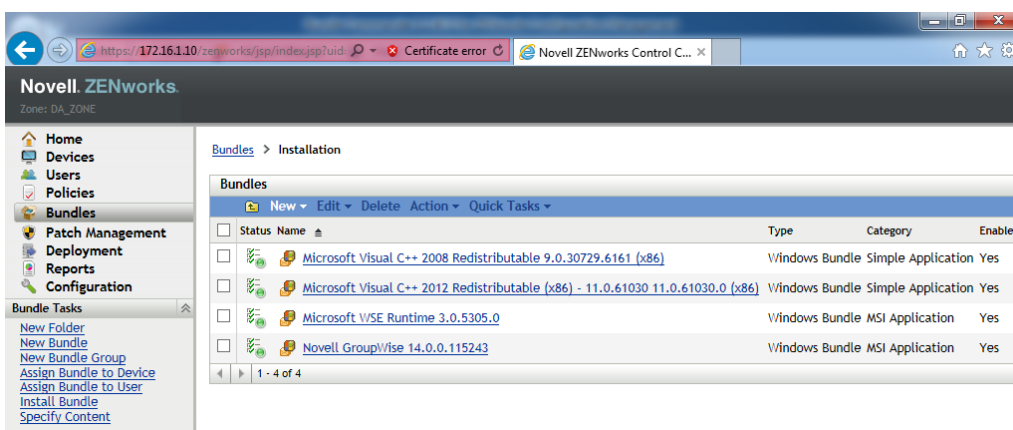 https://172.16.1.10/zenworks/jsp/index.jsp?uid= Certificate error Novell ZENworks Control C...
Novell. ZENworks.
Zone: DA_ZONE
Home
Devices
Users
Policies
Bundles
Patch Management
Deployment
Reports
Configuration
Bundle Tasks
New Folder
New Bundle
New Bundle Group
Assign Bundle to Device
Assign Bundle to User
Install Bundle
Specify Content
Bundles > Installation
Bundles
New Edit Delete Action Quick Tasks
Status Name Type Category Enable
Microsoft Visual C++ 2008 Redistributable 9.0.30729.6161 (x86) Windows Bundle Simple Application Yes
Microsoft Visual C++ 2012 Redistributable (x86) - 11.0.61030 11.0.61030.0 (x86) Windows Bundle Simple Application Yes
Microsoft WSE Runtime 3.0.5305.0 Windows Bundle MSI Application Yes
Novell GroupWise 14.0.0.115243 Windows Bundle MSI Application Yes
1 - 4 of 4